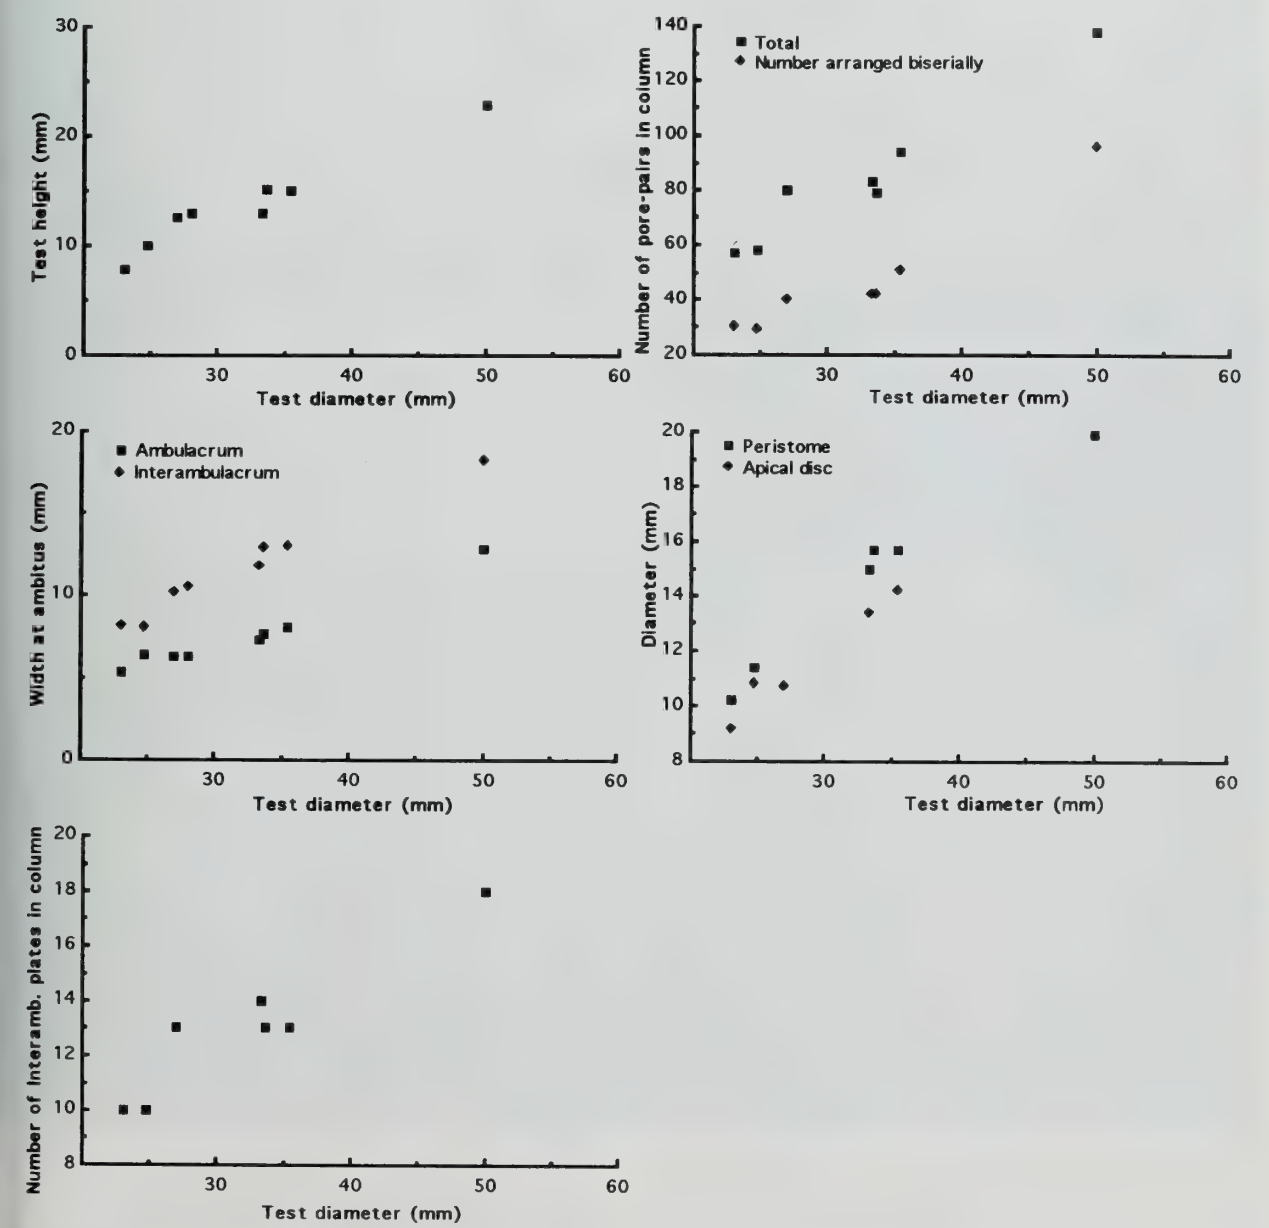 30
20
10
0
Test height (mm)
30 40 50 60
Test diameter (mm)
140
120
100
80
60
40
20
Number of pore-pairs in column
Total
Number arranged biserially
30 40 50 60
Test diameter (mm)
20
10
0
Width at ambitus (mm)
Ambulacrum
Interambulacrum
30 40 50 60
Test diameter (mm)
20
18
16
14
12
10
8
Diameter (mm)
Peristome
Apical disc
30 40 50 60
Test diameter (mm)
20
18
16
14
12
10
8
Number of Interamb. plates in column
30 40 50 60
Test diameter (mm)